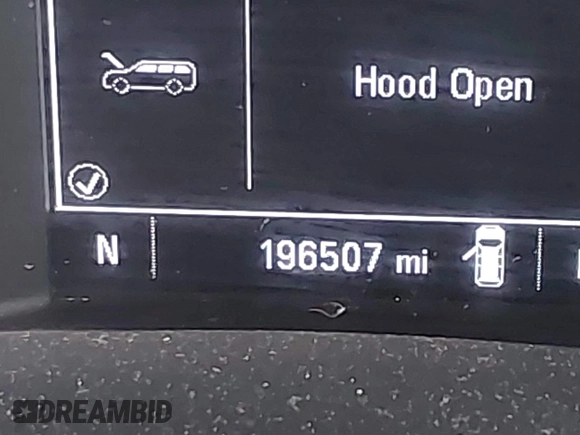 Hood Open
N
196507 mi
DREAMBID